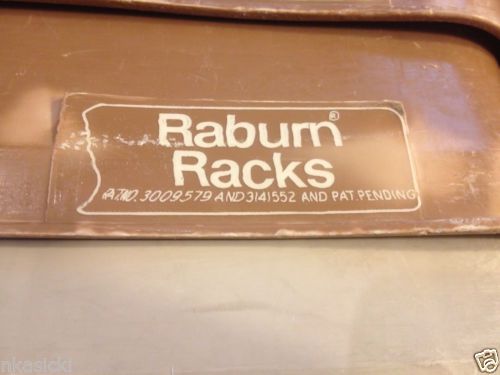 Raburn®
Racks
PAT.NO. 3009579 AND 3141552 AND PAT. PENDING
nkasicki